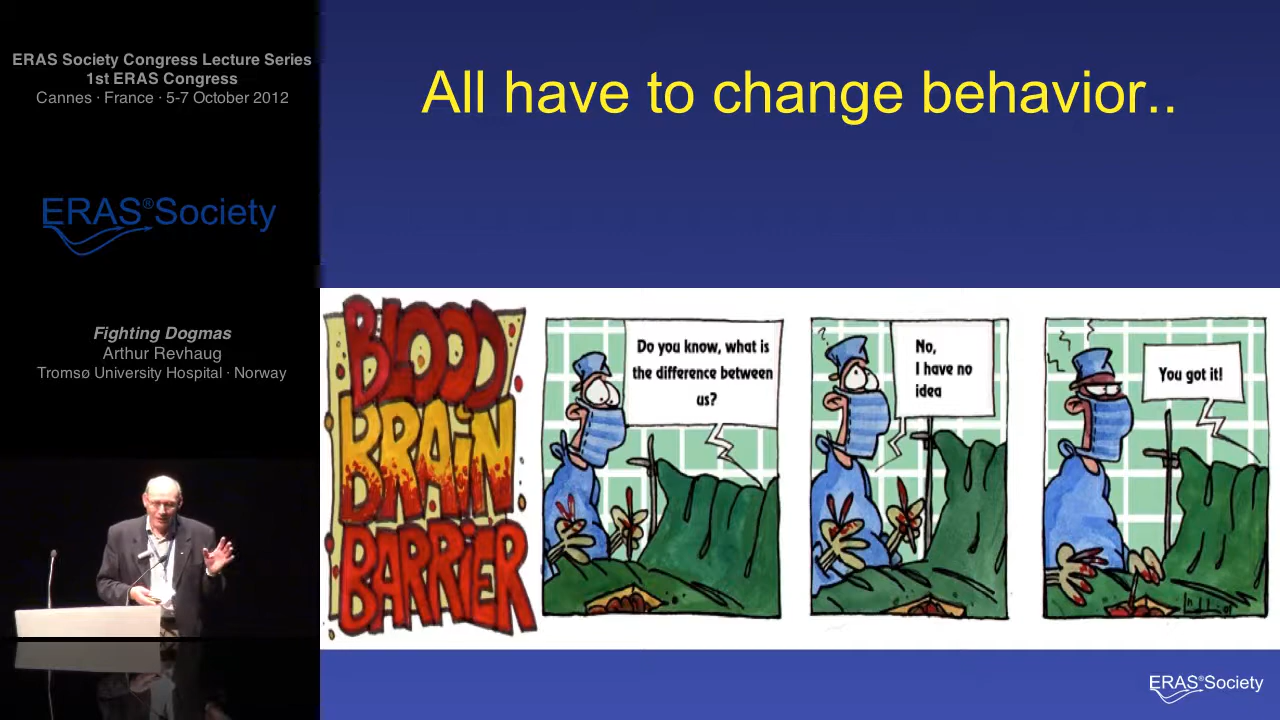 ERAS Society Congress Lecture Series
1st ERAS Congress
Cannes · France · 5-7 October 2012
ERAS®Society
Fighting Dogmas
Arthur Revhaug
Tromsø University Hospital · Norway
All have to change behavior..
BLOOD
BRAIN
BARRIER
Do you know, what is
the difference between
us?
No,
I have no
idea
You got it!
ERAS®Society